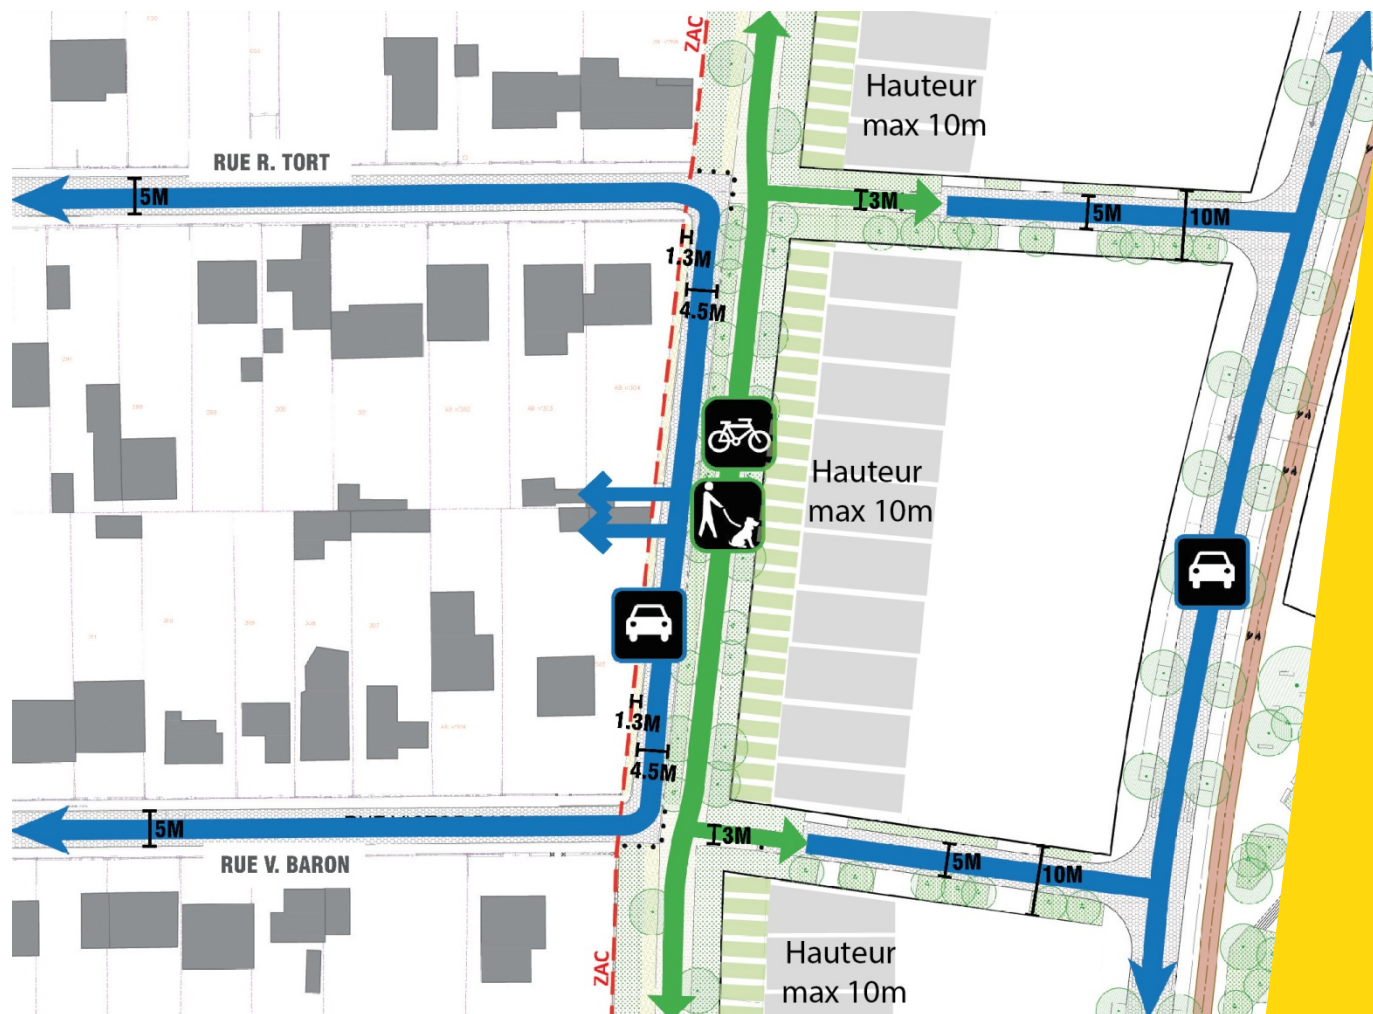 ZAC
Hauteur
max 10m
RUE R. TORT
5M
3M
5M
10M
1.3M
4.5M
Hauteur
max 10m
1.3M
4.5M
5M
3M
5M
10M
RUE V. BARON
Hauteur
max 10m
ZAC